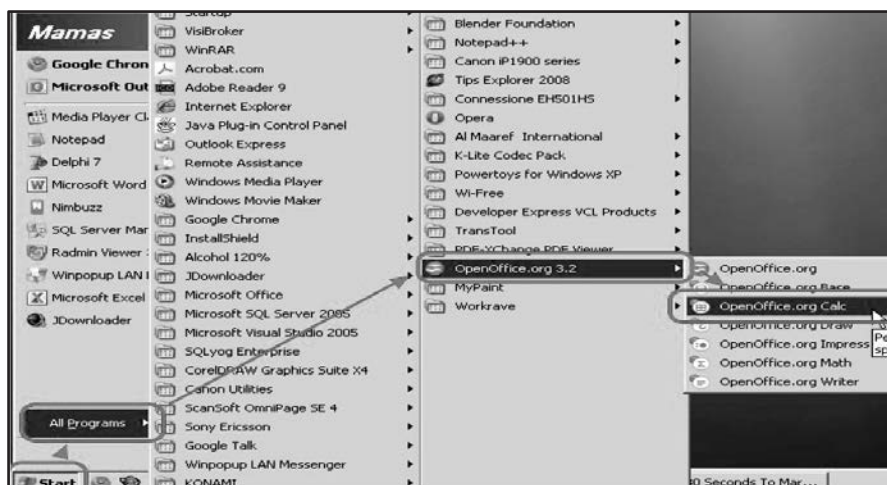 Mamas
Google Chron
Microsoft Out
Media Player Cl
Notepad
Delphi 7
Microsoft Word
Nimbuzz
SQL Server Mar
Radmin Viewer
Winpopup LAN
Microsoft Excel
JDownloader
All Programs
Start
Startup
VisiBroker
WinRAR
Acrobat.com
Adobe Reader 9
Internet Explorer
Java Plug-in Control Panel
Outlook Express
Remote Assistance
Windows Media Player
Windows Movie Maker
Google Chrome
InstallShield
Alcohol 120%
JDownloader
Microsoft Office
Microsoft SQL Server 2005
Microsoft Visual Studio 2005
SQLyog Enterprise
CorelDRAW Graphics Suite X4
Canon Utilities
ScanSoft OmniPage SE 4
Sony Ericsson
Google Talk
Winpopup LAN Messenger
KONAMI
Blender Foundation
Notepad++
Canon iP1900 series
Tips Explorer 2008
Connessione EH501HS
Opera
Al Maaref International
K-Lite Codec Pack
Powertoys for Windows XP
Wi-Free
Developer Express VCL Products
TransTool
PDF-XChange PDF Viewer
OpenOffice.org 3.2
MyPaint
Workrave
OpenOffice.org
OpenOffice.org Base
OpenOffice.org Calc
OpenOffice.org Draw
OpenOffice.org Impress
OpenOffice.org Math
OpenOffice.org Writer
Pe
sp
0 Seconds To Mar...